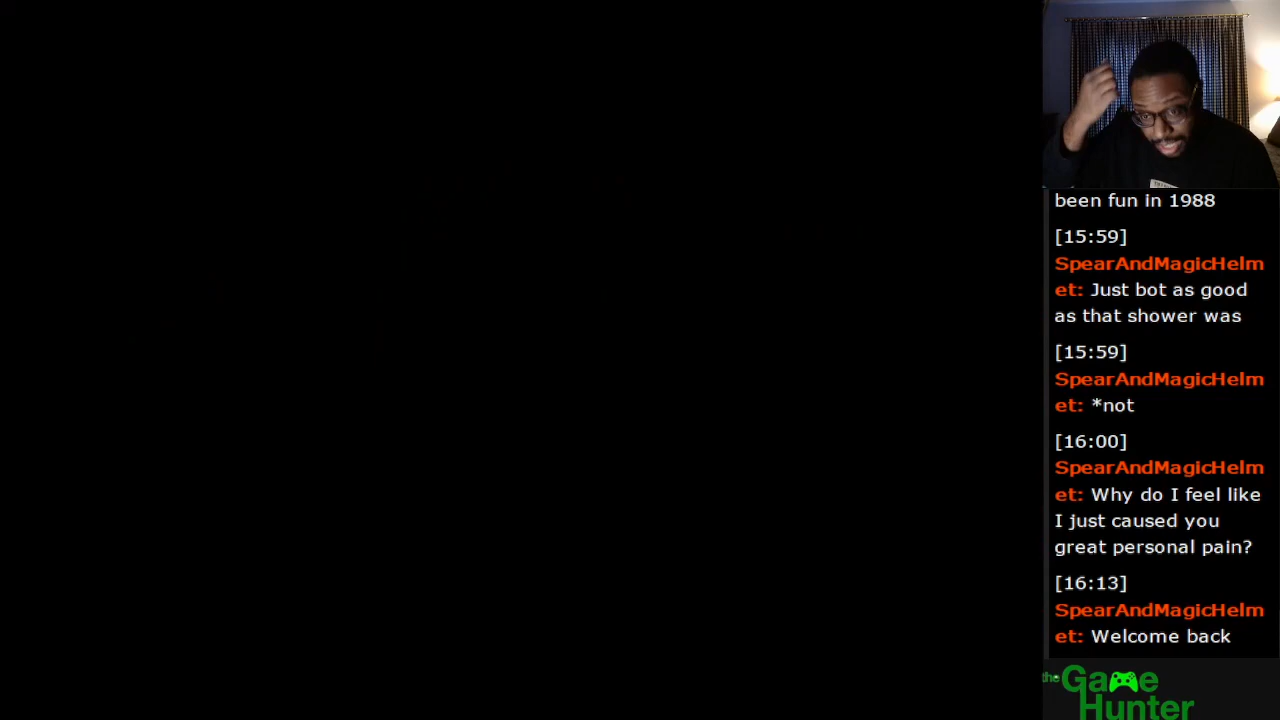 been fun in 1988
[15:59]
SpearAndMagicHelm
et: Just bot as good
as that shower was
[15:59]
SpearAndMagicHelm
et: *not
[16:00]
SpearAndMagicHelm
et: Why do I feel like
I just caused you
great personal pain?
[16:13]
SpearAndMagicHelm
et: Welcome back
the Game
Hunter